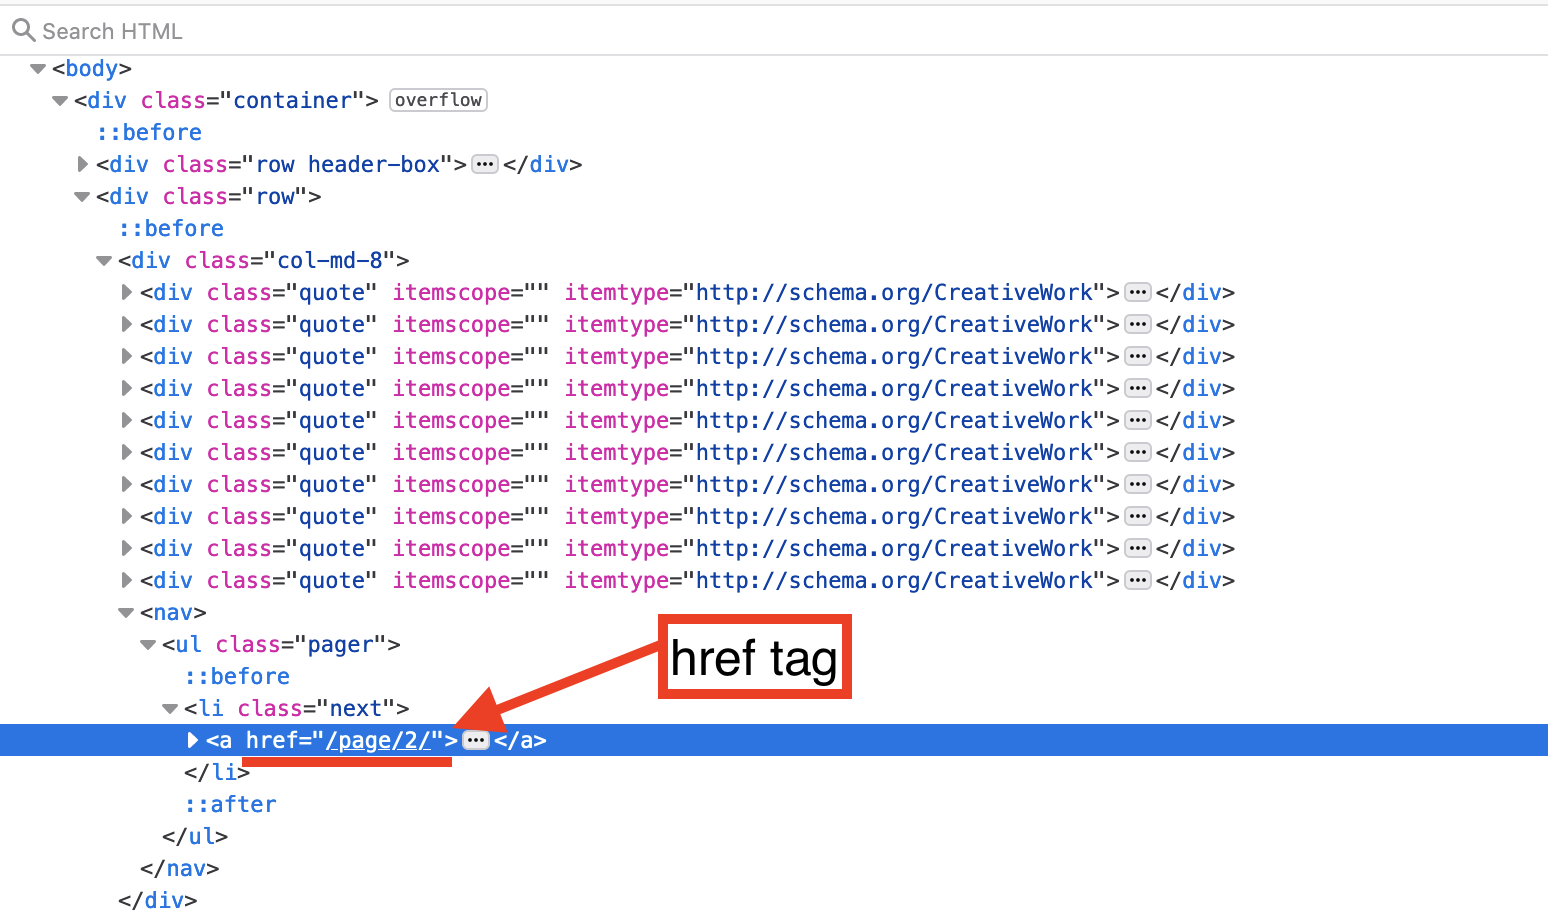 Search HTML
<body>
<div class="container"> overflow
::before
<div class="row header-box">•••</div>
<div class="row">
::before
<div class="col-md-8">
<div class="quote" itemscope="" itemtype="http://schema.org/CreativeWork">•••</div>
<div class="quote" itemscope="" itemtype="http://schema.org/CreativeWork">•••</div>
<div class="quote" itemscope="" itemtype="http://schema.org/CreativeWork">•••</div>
<div class="quote" itemscope="" itemtype="http://schema.org/CreativeWork">•••</div>
<div class="quote" itemscope="" itemtype="http://schema.org/CreativeWork">•••</div>
<div class="quote" itemscope="" itemtype="http://schema.org/CreativeWork">•••</div>
<div class="quote" itemscope="" itemtype="http://schema.org/CreativeWork">•••</div>
<div class="quote" itemscope="" itemtype="http://schema.org/CreativeWork">•••</div>
<div class="quote" itemscope="" itemtype="http://schema.org/CreativeWork">•••</div>
<div class="quote" itemscope="" itemtype="http://schema.org/CreativeWork">•••</div>
<nav>
<ul class="pager">
href tag
::before
<li class="next">
<a href="/page/2/">•••</a>
</li>
::after
</ul>
</nav>
</div>